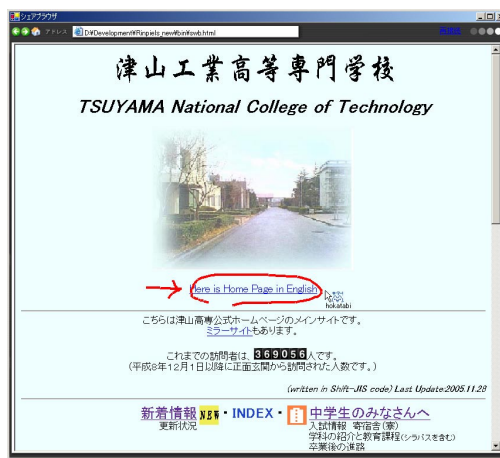 シェアブラウザ
アドレス D:¥Development¥Rinpiels_new¥bin¥swb.html
津山工業高等専門学校
TSUYAMA National College of Technology
Here is Home Page in English
hokatabi
こちらは津山高専公式ホームページのメインサイトです。
ミラーサイトもあります。
これまでの訪問者は、369056人です。
(平成8年12月1日以降に正面玄関から訪問された人数です。)
(written in Shift-JIS code) Last Update:2005.11.28
新着情報 NEW・INDEX・中学生のみなさんへ
更新状況
入試情報 寄宿舎(寮)
学科の紹介と教育課程(シラバスを含む)
卒業後の進路